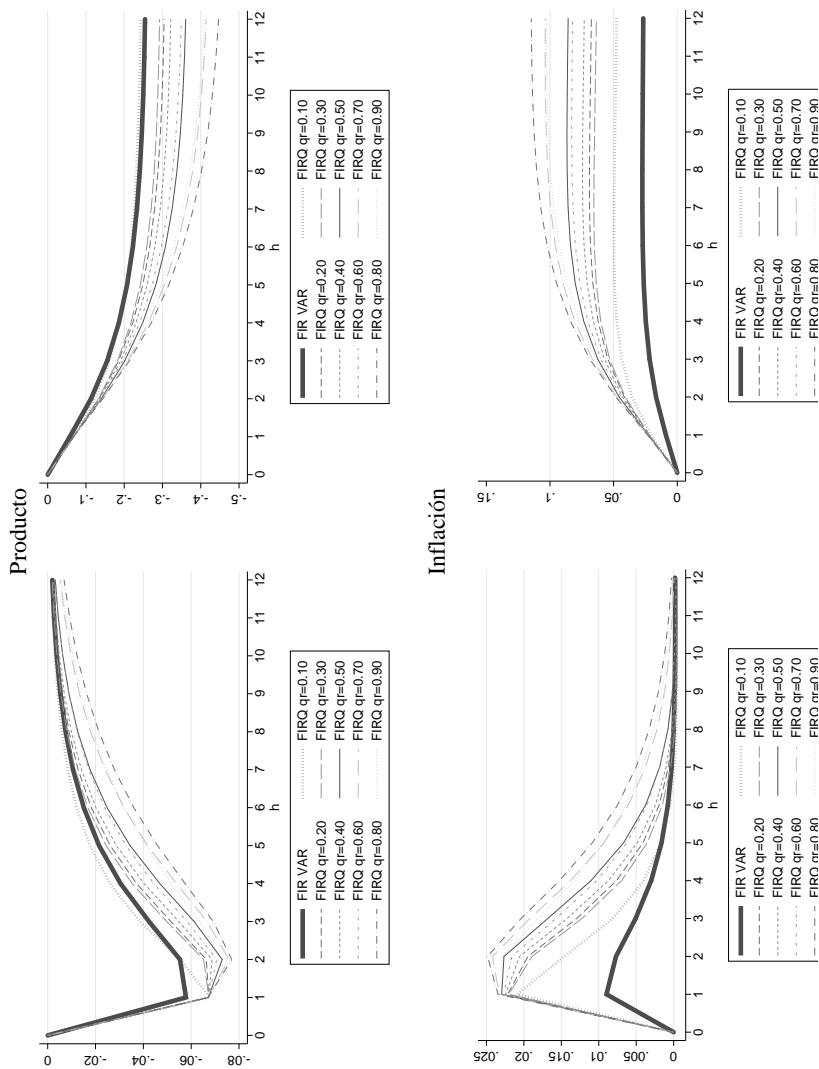 Producto
0
-.02
-.04
-.06
-.08
0 1 2 3 4 5 6 7 8 9 10 11 12
h
FIR VAR FIRQ qr=0.10
FIRQ qr=0.20 FIRQ qr=0.30
FIRQ qr=0.40 FIRQ qr=0.50
FIRQ qr=0.60 FIRQ qr=0.70
FIRQ qr=0.80 FIRQ qr=0.90
0
-.1
-.2
-.3
-.4
-.5
0 1 2 3 4 5 6 7 8 9 10 11 12
h
FIR VAR FIRQ qr=0.10
FIRQ qr=0.20 FIRQ qr=0.30
FIRQ qr=0.40 FIRQ qr=0.50
FIRQ qr=0.60 FIRQ qr=0.70
FIRQ qr=0.80 FIRQ qr=0.90
Inflación
.025
.02
.015
.01
.005
0
0 1 2 3 4 5 6 7 8 9 10 11 12
h
FIR VAR FIRQ qr=0.10
FIRQ qr=0.20 FIRQ qr=0.30
FIRQ qr=0.40 FIRQ qr=0.50
FIRQ qr=0.60 FIRQ qr=0.70
FIRQ qr=0.80 FIRQ qr=0.90
.15
.1
.05
0
0 1 2 3 4 5 6 7 8 9 10 11 12
h
FIR VAR FIRQ qr=0.10
FIRQ qr=0.20 FIRQ qr=0.30
FIRQ qr=0.40 FIRQ qr=0.50
FIRQ qr=0.60 FIRQ qr=0.70
FIRQ qr=0.80 FIRQ qr=0.90